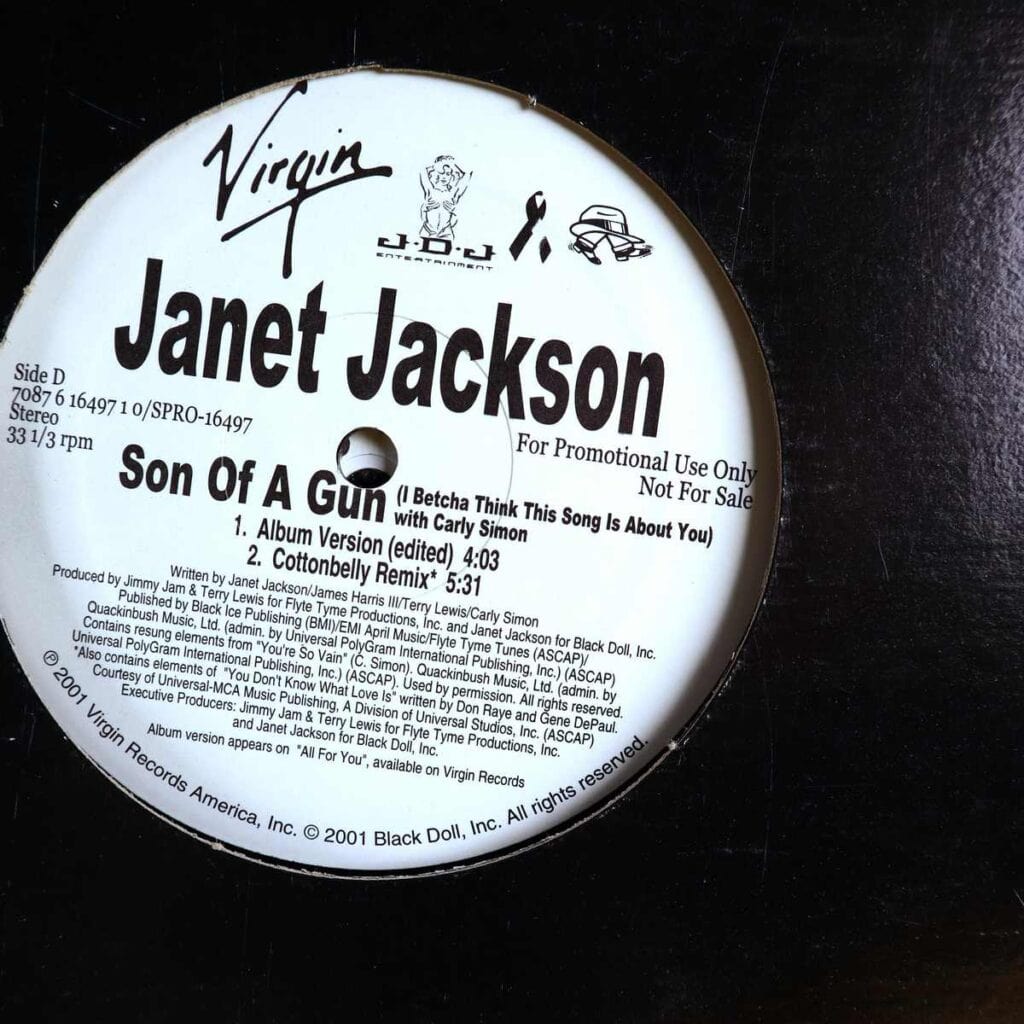 Virgin
J·D·J
ENTERTAINMENT
Janet Jackson
Side D
7087 6 16497 1 0/SPRO-16497
Stereo
33 1/3 rpm
For Promotional Use Only
Not For Sale
Son Of A Gun (I Betcha Think This Song Is About You)
with Carly Simon
1. Album Version (edited) 4:03
2. Cottonbelly Remix* 5:31
Written by Janet Jackson/James Harris III/Terry Lewis/Carly Simon
Produced by Jimmy Jam & Terry Lewis for Flyte Tyme Productions, Inc. and Janet Jackson for Black Doll, Inc.
Published by Black Ice Publishing (BMI)/EMI April Music/Flyte Tyme Tunes (ASCAP)/
Quackinbush Music, Ltd. (admin. by Universal PolyGram International Publishing, Inc.) (ASCAP)
Contains resung elements from "You're So Vain" (C. Simon). Quackinbush Music, Ltd. (admin. by
Universal PolyGram International Publishing, Inc.) (ASCAP). Used by permission. All rights reserved.
*Also contains elements of "You Don't Know What Love Is" written by Don Raye and Gene DePaul.
Courtesy of Universal-MCA Music Publishing, A Division of Universal Studios, Inc. (ASCAP)
Executive Producers: Jimmy Jam & Terry Lewis for Flyte Tyme Productions, Inc.
and Janet Jackson for Black Doll, Inc.
Album version appears on "All For You", available on Virgin Records
℗ 2001 Virgin Records America, Inc. © 2001 Black Doll, Inc. All rights reserved.